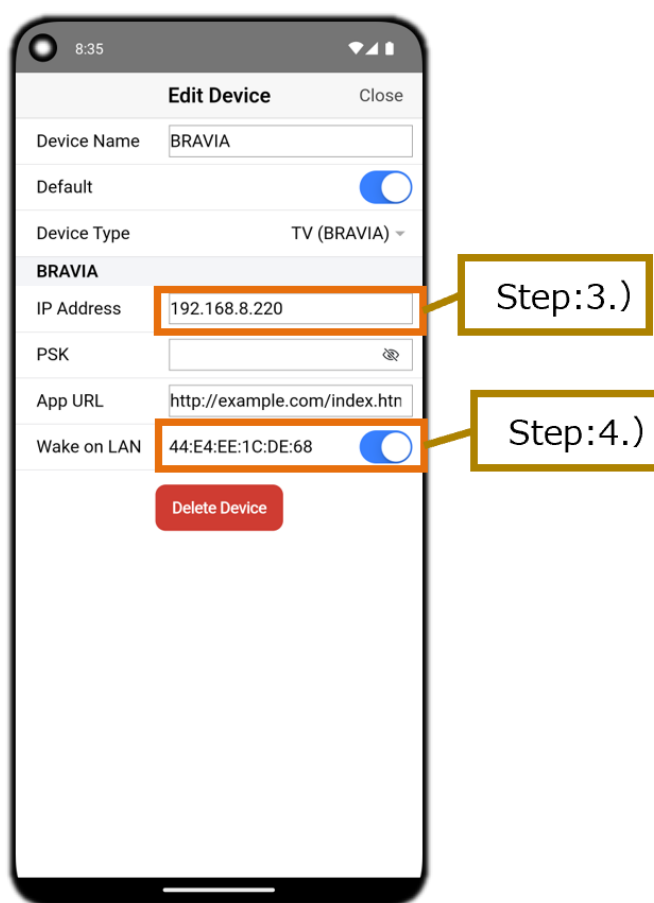 8:35
Edit Device Close
Device Name BRAVIA
Default
Device Type TV (BRAVIA)
BRAVIA
IP Address 192.168.8.220
Step:3.)
PSK
App URL http://example.com/index.htn
Wake on LAN 44:E4:EE:1C:DE:68
Step:4.)
Delete Device